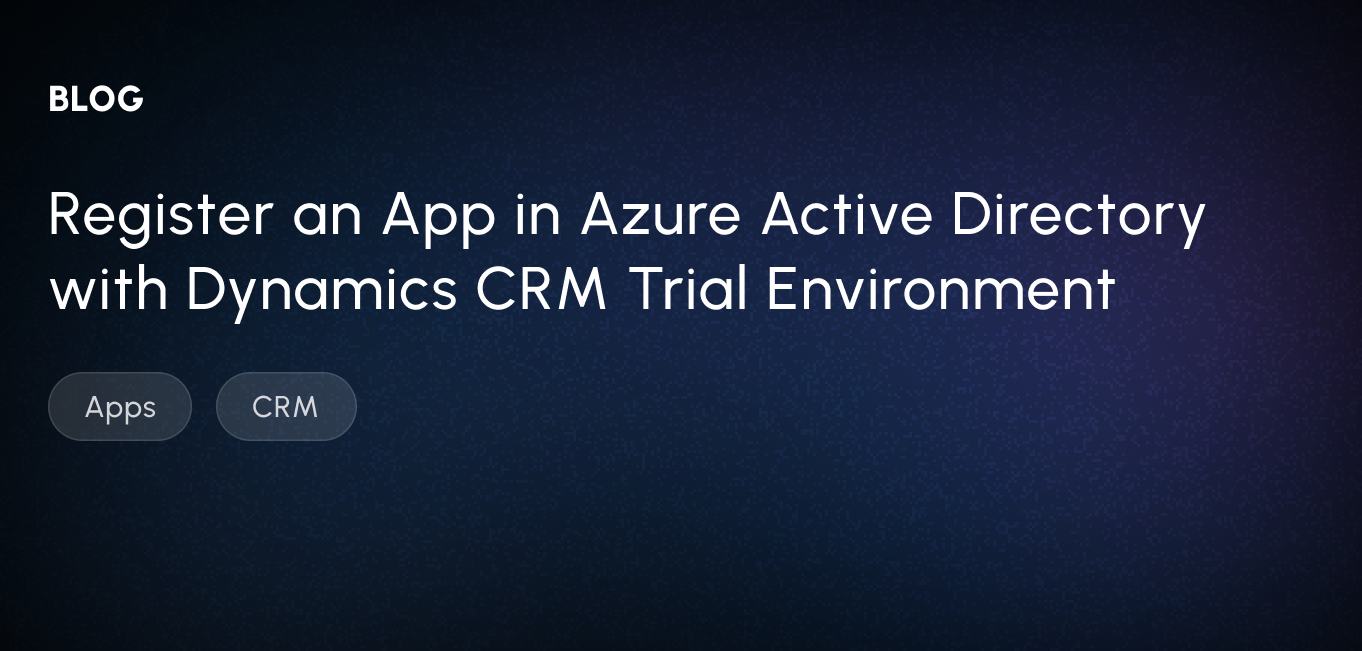 BLOG
Register an App in Azure Active Directory
with Dynamics CRM Trial Environment
Apps
CRM